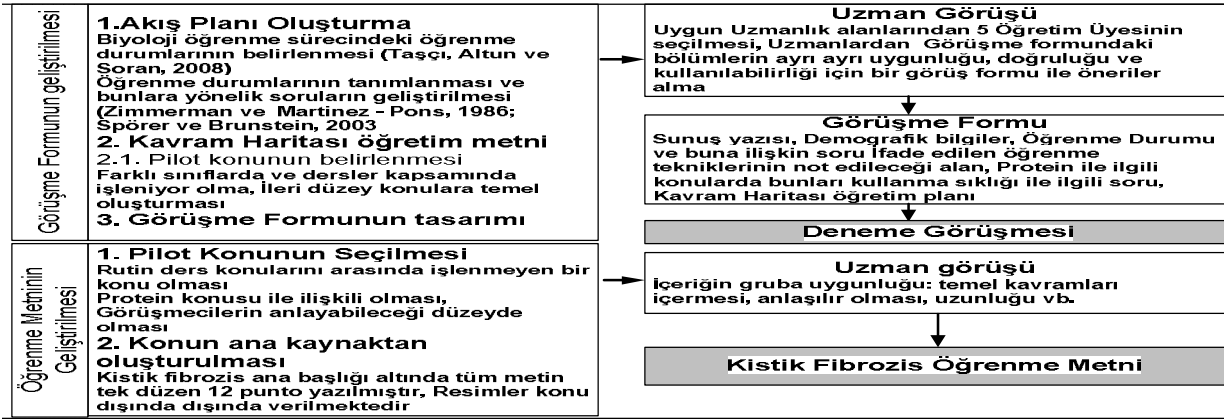 Görüşme Formunun geliştirilmesi
1.Akış Planı Oluşturma
Biyoloji öğrenme sürecindeki öğrenme
durumlarının belirlenmesi (Taşçı, Altun ve
Soran, 2008)
Öğrenme durumlarının tanımlanması ve
bunlara yönelik soruların geliştirilmesi
(Zimmerman ve Martinez - Pons, 1986;
Spörer ve Brunstein, 2003
2. Kavram Haritası öğretim metni
2.1. Pilot konunun belirlenmesi
Farklı sınıflarda ve dersler kapsamında
işleniyor olma, İleri düzey konulara temel
oluşturması
3. Görüşme Formunun tasarımı
Uzman Görüşü
Uygun Uzmanlık alanlarından 5 Öğretim Üyesinin
seçilmesi, Uzmanlardan Görüşme formundaki
bölümlerin ayrı ayrı uygunluğu, doğruluğu ve
kullanılabilirliği için bir görüş formu ile öneriler
alma
Görüşme Formu
Sunuş yazısı, Demografik bilgiler, Öğrenme Durumu
ve buna ilişkin soru İfade edilen öğrenme
tekniklerinin not edileceği alan, Protein ile ilgili
konularda bunları kullanma sıklığı ile ilgili soru,
Kavram Haritası öğretim planı
Deneme Görüşmesi
Öğrenme Metninin
Geliştirilmesi
1. Pilot Konunun Seçilmesi
Rutin ders konularını arasında işlenmeyen bir
konu olması
Protein konusu ile ilişkili olması,
Görüşmecilerin anlayabileceği düzeyde
olması
2. Konun ana kaynaktan
oluşturulması
Kistik fibrozis ana başlığı altında tüm metin
tek düzen 12 punto yazılmıştır, Resimler konu
dışında dışında verilmektedir
Uzman görüşü
İçeriğin gruba uygunluğu: temel kavramları
içermesi, anlaşılır olması, uzunluğu vb.
Kistik Fibrozis Öğrenme Metni